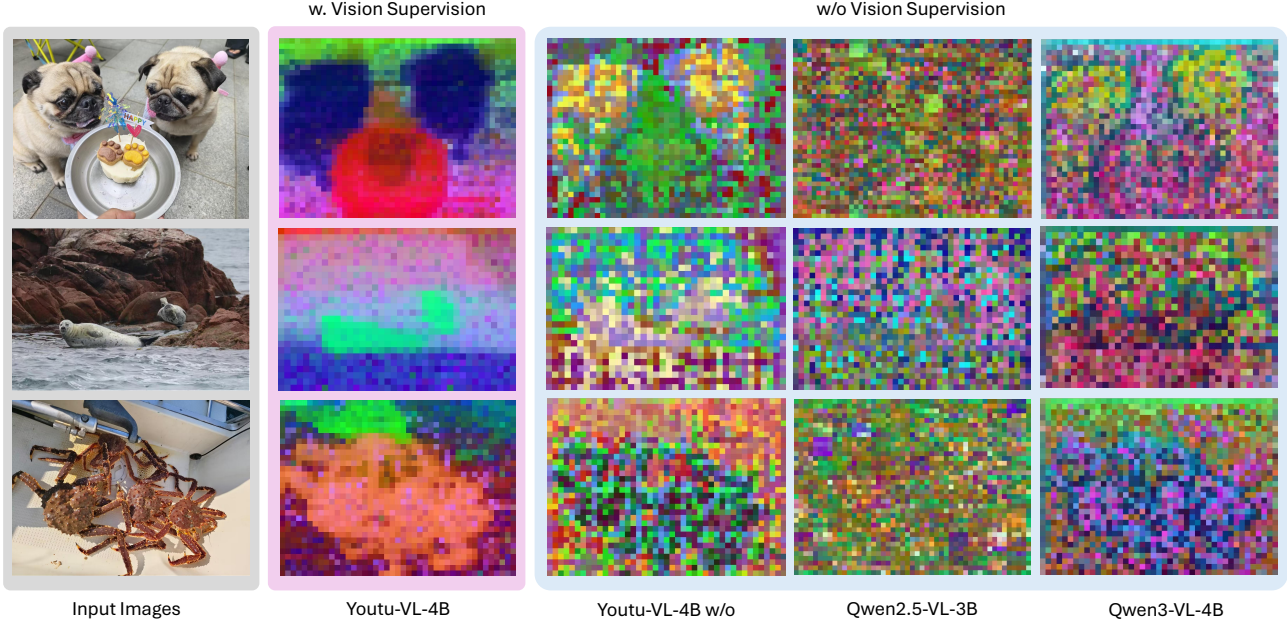 w. Vision Supervision
w/o Vision Supervision
HAPPY
Input Images
Youtu-VL-4B
Youtu-VL-4B w/o
Qwen2.5-VL-3B
Qwen3-VL-4B